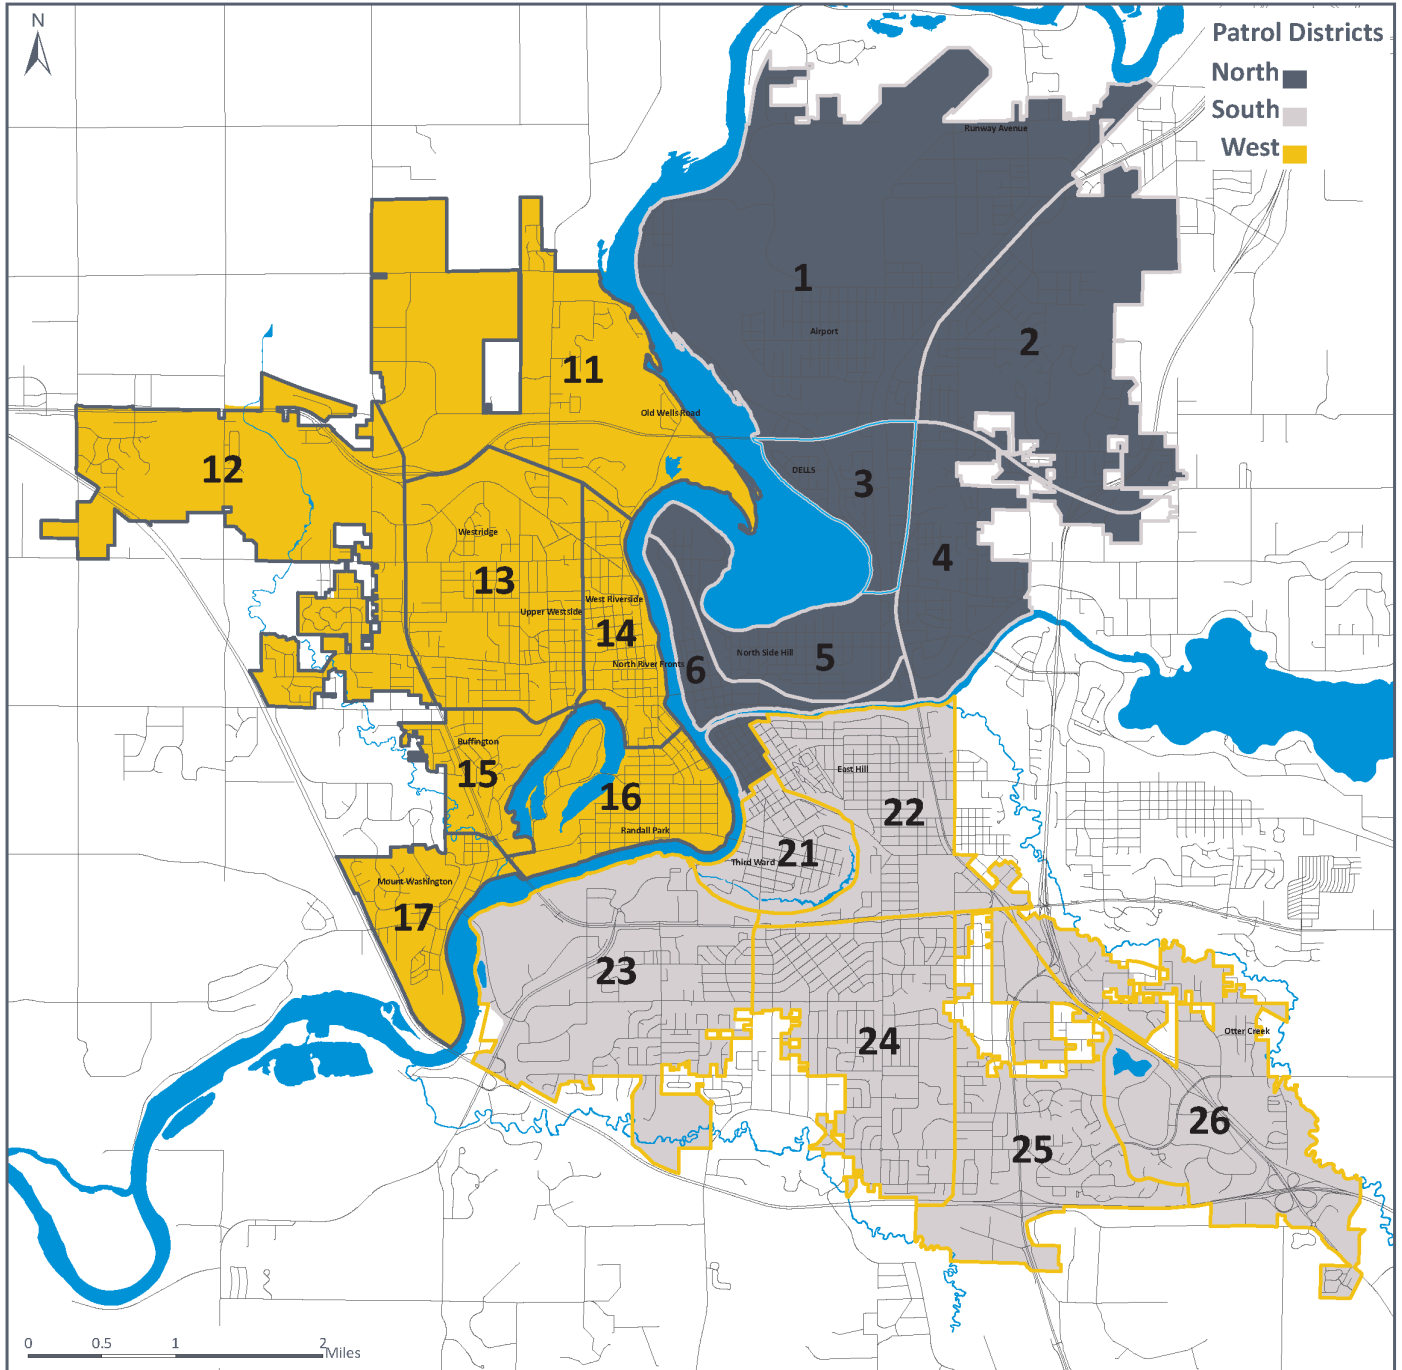 N
Patrol Districts
North
South
West
Runway Avenue
1
Airport
2
11
Old Wells Road
12
DELLS
3
Westridge
4
13
West Riverside
Upper Westside
14
North Side Hill
5
North River Fronts
6
Buffington
15
East Hill
16
22
Randall Park
Third Ward
21
Mount Washington
17
23
Otter Creek
24
26
25
0 0.5 1 2
Miles